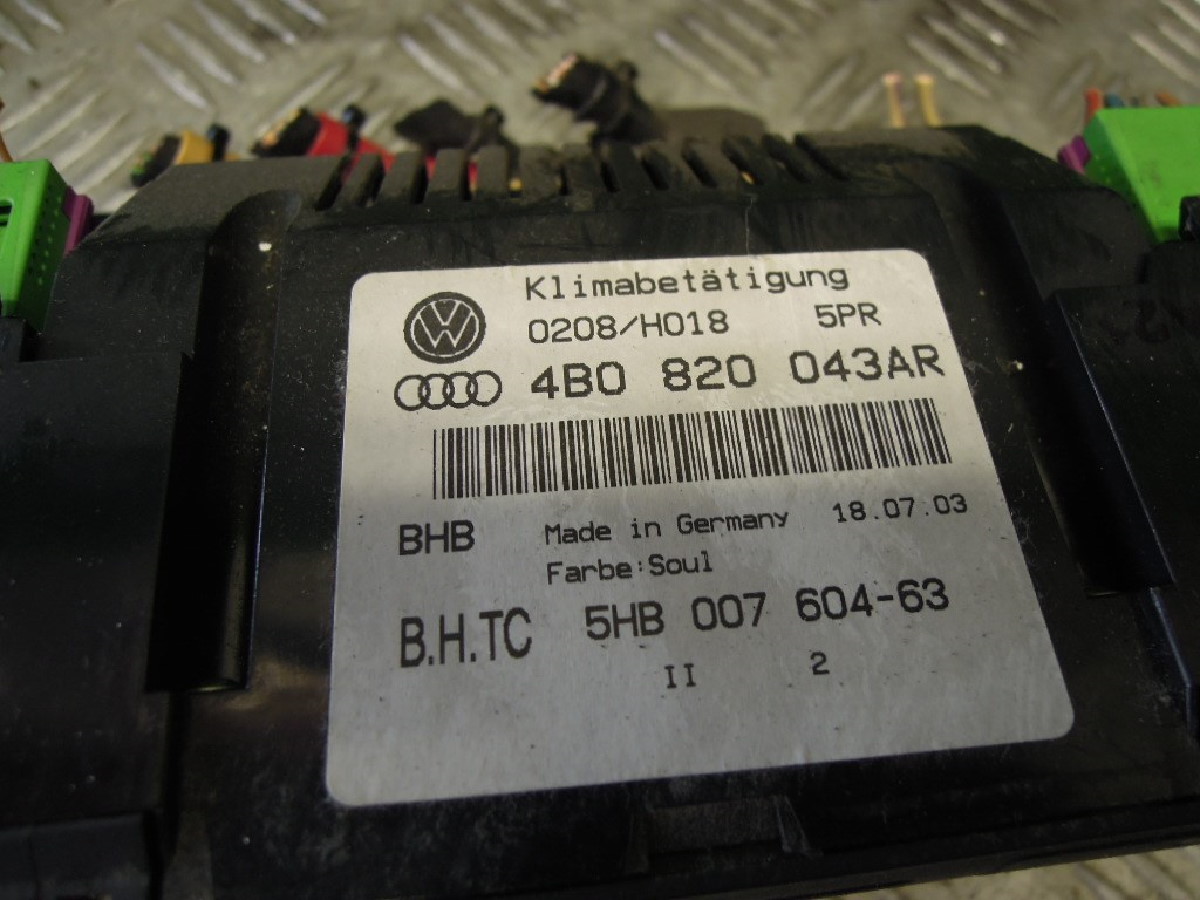 Klimabetätigung
0208/H018 5PR
4B0 820 043AR
BHB Made in Germany 18.07.03
Farbe:Soul
B.H.TC 5HB 007 604-63
II 2